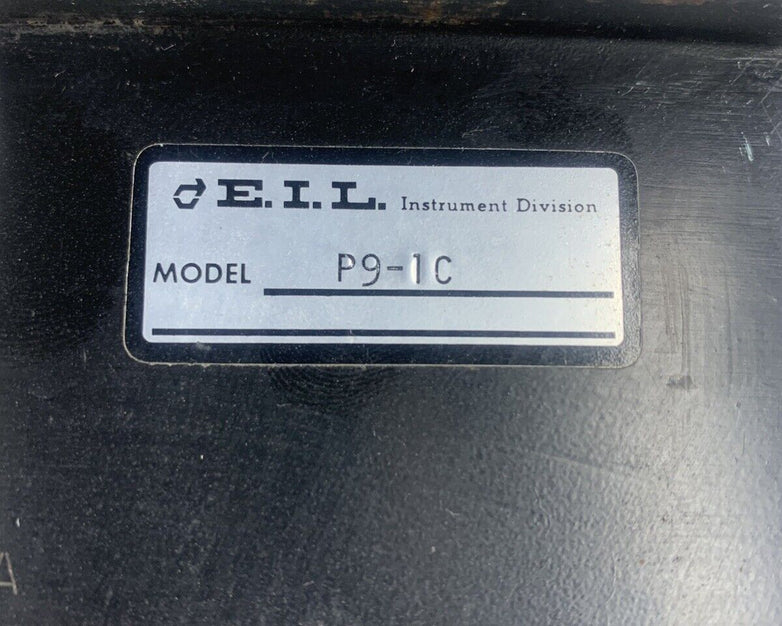 E.I.L. Instrument Division
MODEL P9-1C
A